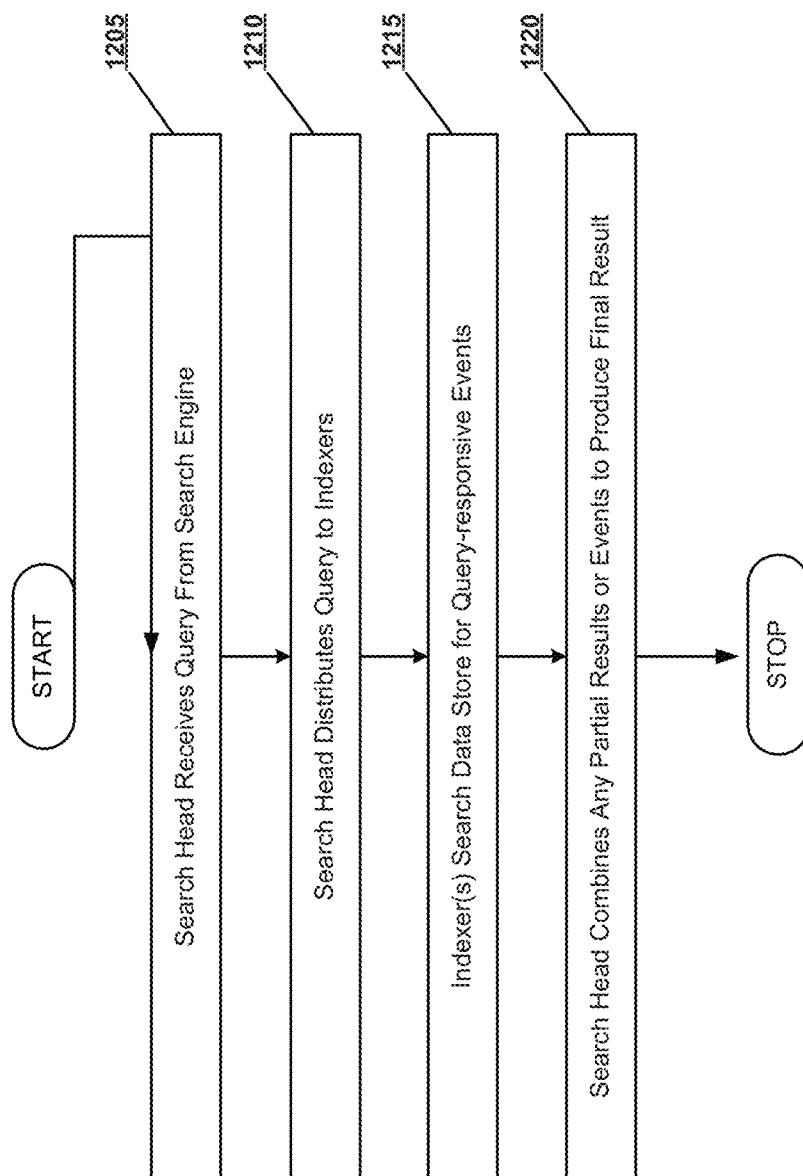 START
Search Head Receives Query From Search Engine
1205
Search Head Distributes Query to Indexers
1210
Indexer(s) Search Data Store for Query-responsive Events
1215
Search Head Combines Any Partial Results or Events to Produce Final Result
1220
STOP